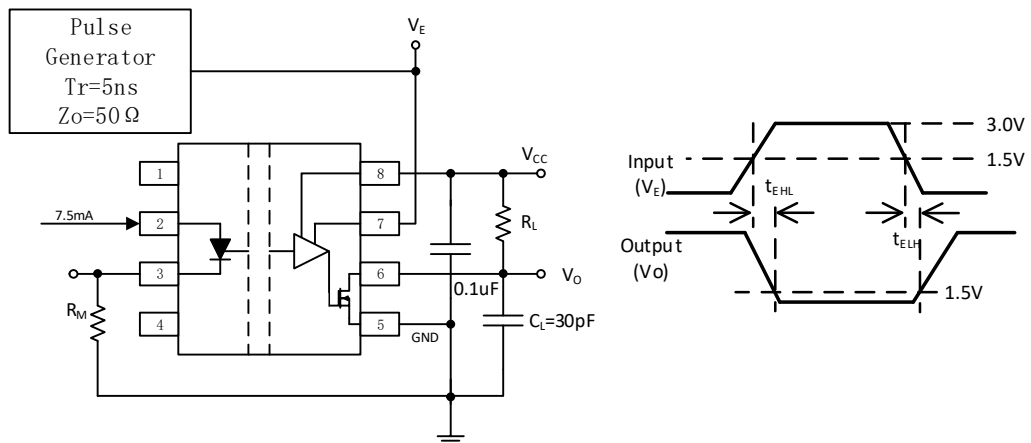 Pulse
Generator
Tr=5ns
Zo=50Ω
VE
1
2
3
4
8
7
6
5
7.5mA
RM
VCC
RL
0.1uF
VO
CL=30pF
GND
Input
(VE)
3.0V
1.5V
tEHL
tELH
Output
(Vo)
1.5V